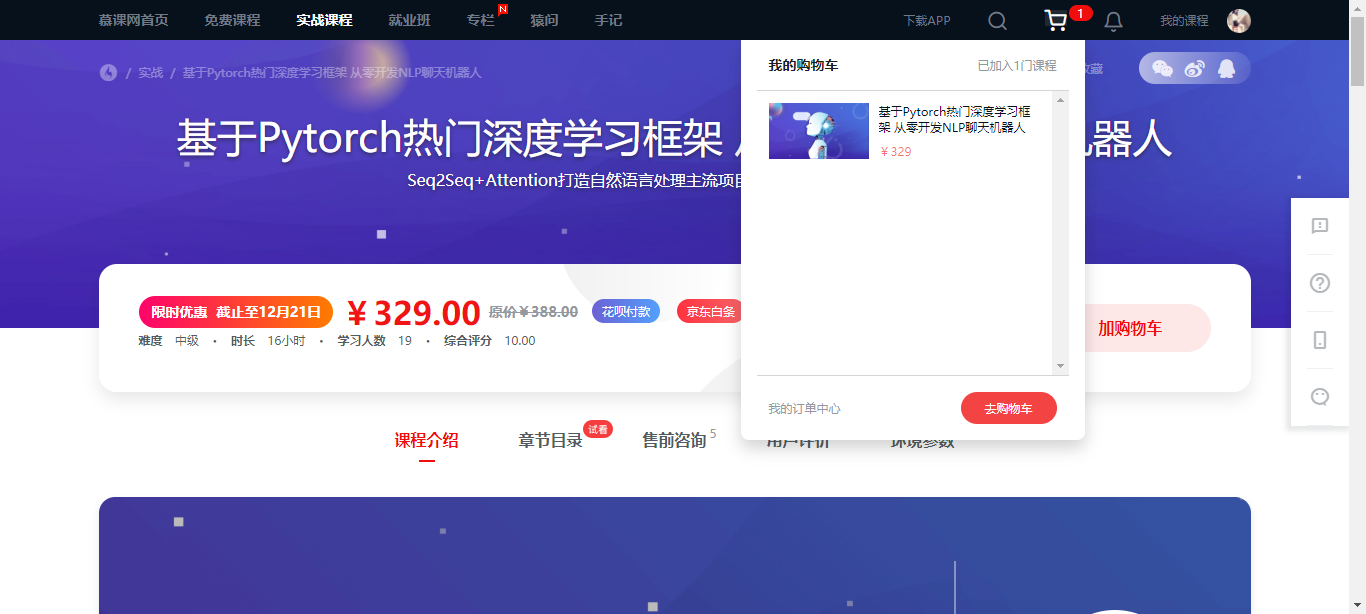 慕课网首页 免费课程 实战课程 就业班 专栏 N 猿问 手记 下载APP 1 我的课程
/ 实战 / 基于Pytorch热门深度学习框架 从零开发NLP聊天机器人
藏
我的购物车 已加入1门课程
基于Pytorch热门深度学习框
架 从零开发NLP聊天机器人
¥329
我的订单中心 去购物车
基于Pytorch热门深度学习框架 器人
Seq2Seq+Attention打造自然语言处理主流项目
限时优惠 截止至12月21日 ¥329.00 原价¥388.00 花呗付款 京东白条
加购物车
难度 中级 · 时长 16小时 · 学习人数 19 · 综合评分 10.00
课程介绍 章节目录 试看 售前咨询 5 用户评价 环境参数